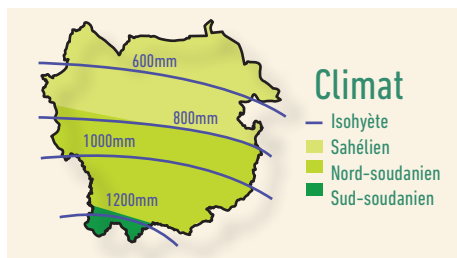 600mm
800mm
1000mm
1200mm
Climat
Isohyète
Sahélien
Nord-soudanien
Sud-soudanien